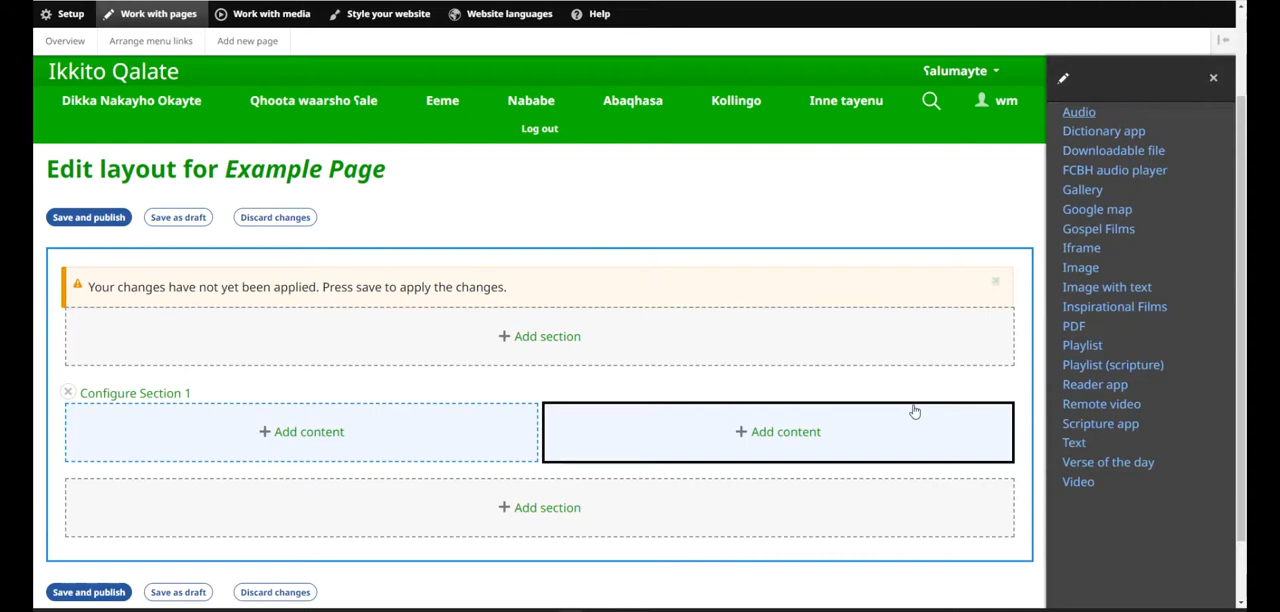 Setup Work with pages Work with media Style your website Website languages Help
Overview Arrange menu links Add new page
Ikkito Qalate ʕalumayte
Dikka Nakayho Okayte Qhoota waarsho ʕale Eeme Nababe Abaqhasa Kollingo Inne tayenu wm
Log out
Edit layout for Example Page
Save and publish Save as draft Discard changes
Your changes have not yet been applied. Press save to apply the changes.
+ Add section
Configure Section 1
+ Add content + Add content
+ Add section
Save and publish Save as draft Discard changes
Audio
Dictionary app
Downloadable file
FCBH audio player
Gallery
Google map
Gospel Films
Iframe
Image
Image with text
Inspirational Films
PDF
Playlist
Playlist (scripture)
Reader app
Remote video
Scripture app
Text
Verse of the day
Video